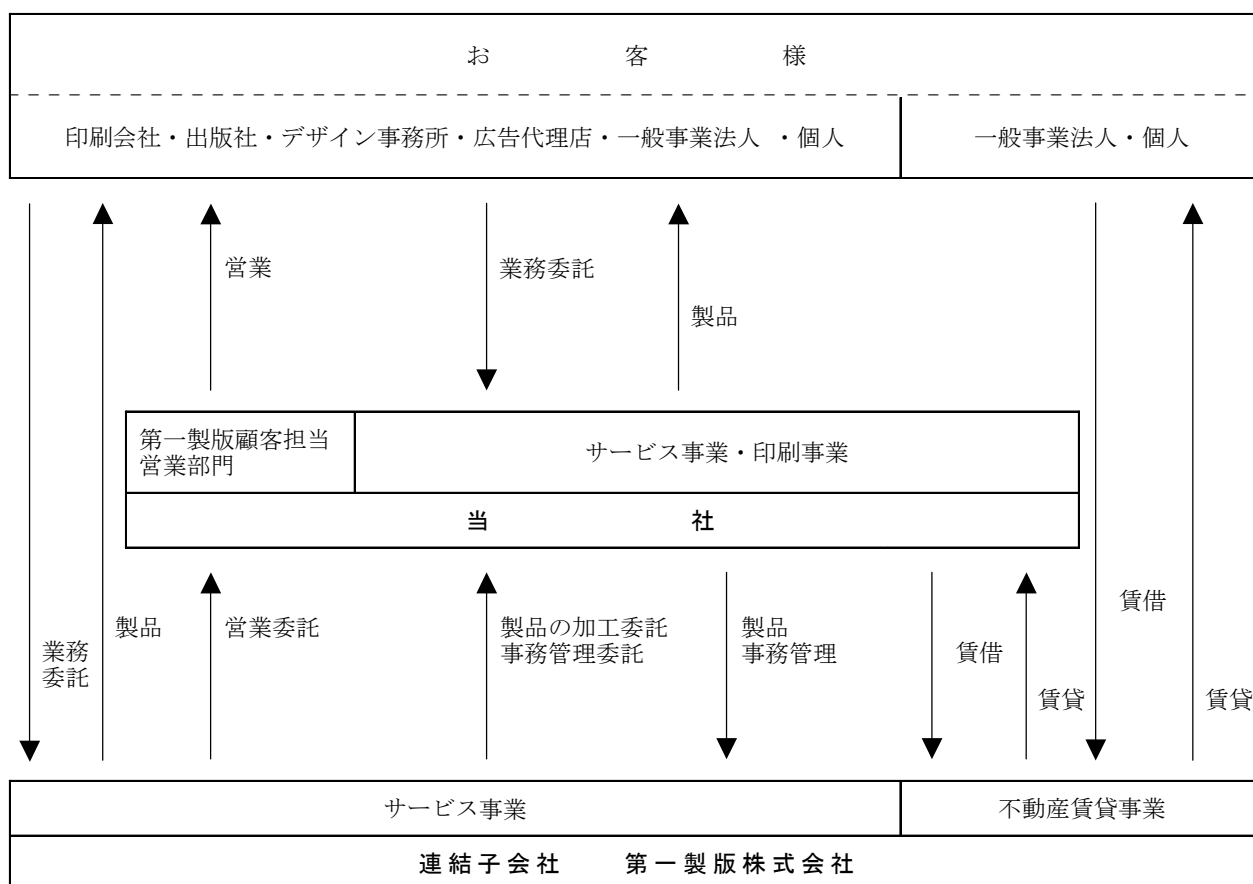 お客様
印刷会社・出版社・デザイン事務所・広告代理店・一般事業法人 ・個人
一般事業法人・個人
営業
業務委託
製品
第一製版顧客担当
営業部門
サービス事業・印刷事業
当社
業務
委託
製品
営業委託
製品の加工委託
事務管理委託
製品
事務管理
賃借
賃貸
賃借
賃貸
サービス事業
不動産賃貸事業
連結子会社 第一製版株式会社